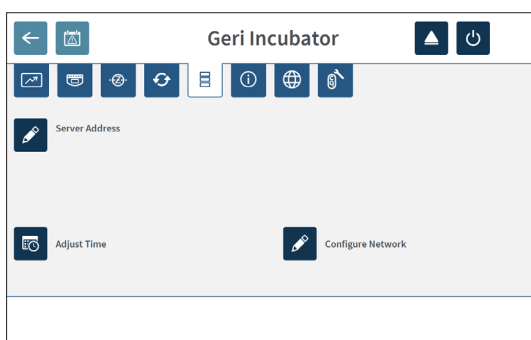 Geri Incubator
Server Address
Adjust Time
Configure Network